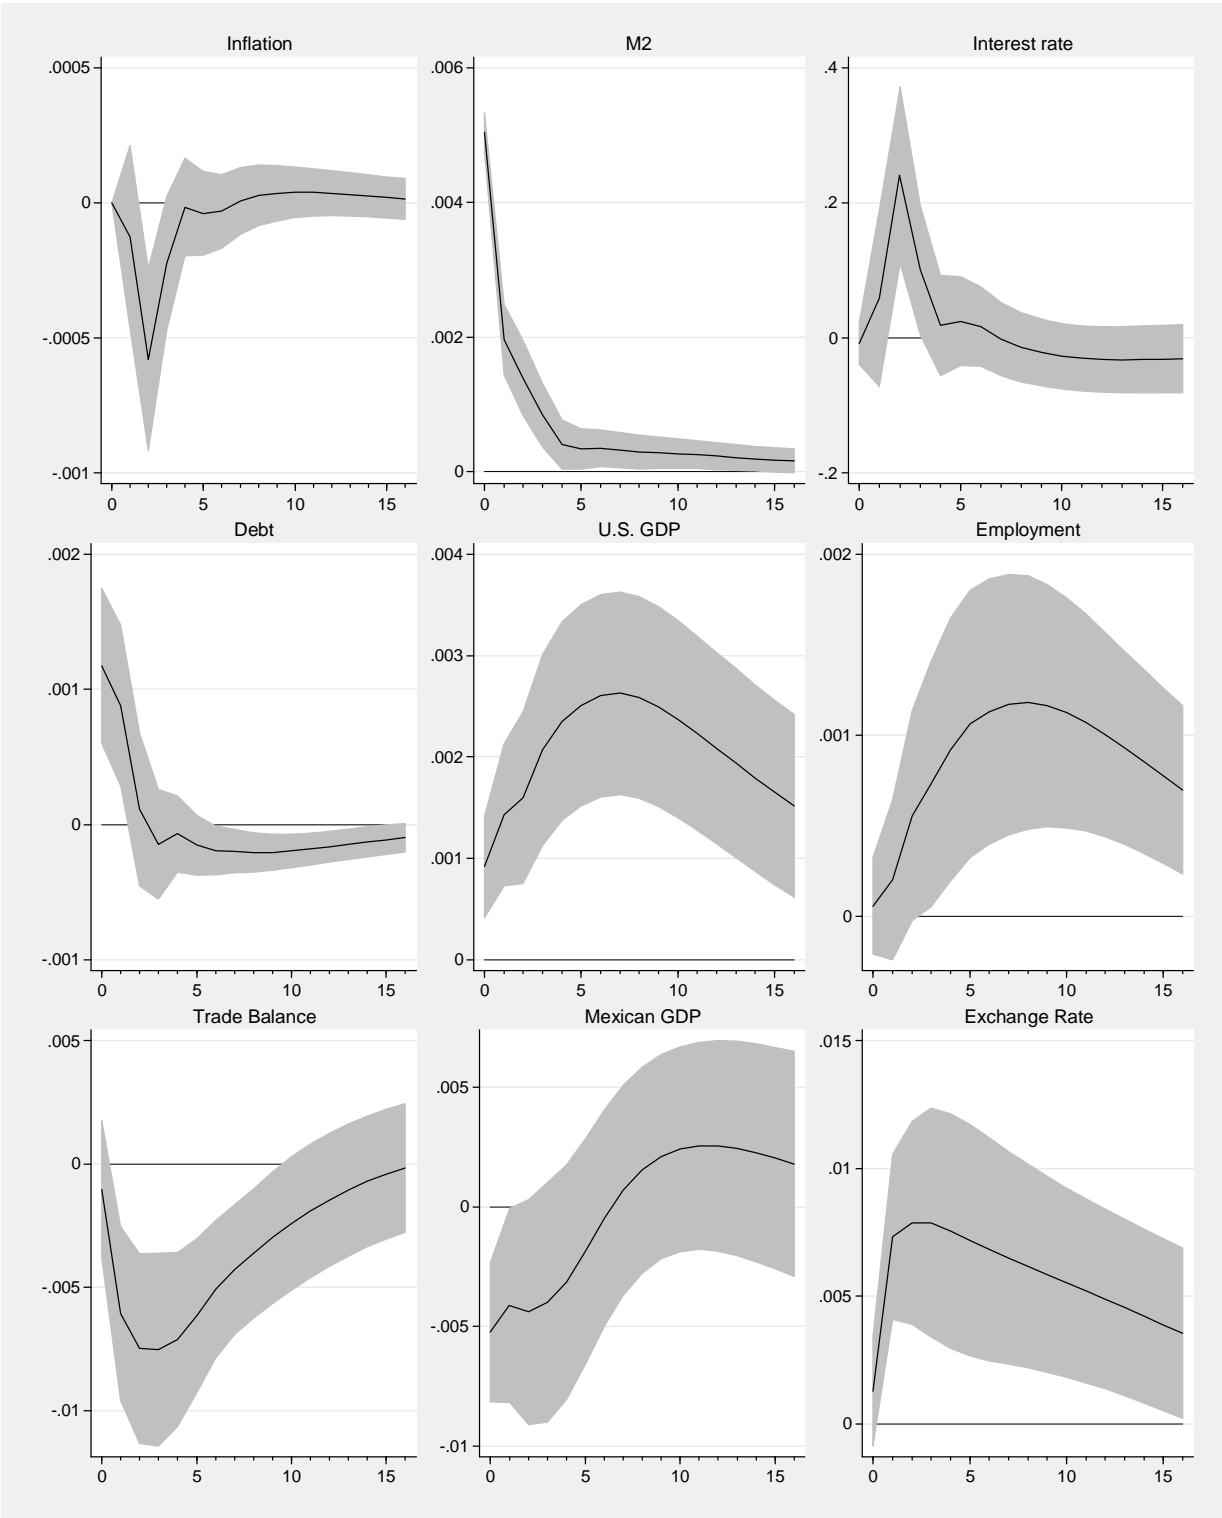 Inflation
.0005
0
-.0005
-.001
0 5 10 15
M2
.006
.004
.002
0
0 5 10 15
Interest rate
.4
.2
0
-.2
0 5 10 15
Debt
.002
.001
0
-.001
0 5 10 15
U.S. GDP
.004
.003
.002
.001
0
0 5 10 15
Employment
.002
.001
0
0 5 10 15
Trade Balance
.005
0
-.005
-.01
0 5 10 15
Mexican GDP
.005
0
-.005
-.01
0 5 10 15
Exchange Rate
.015
.01
.005
0
0 5 10 15